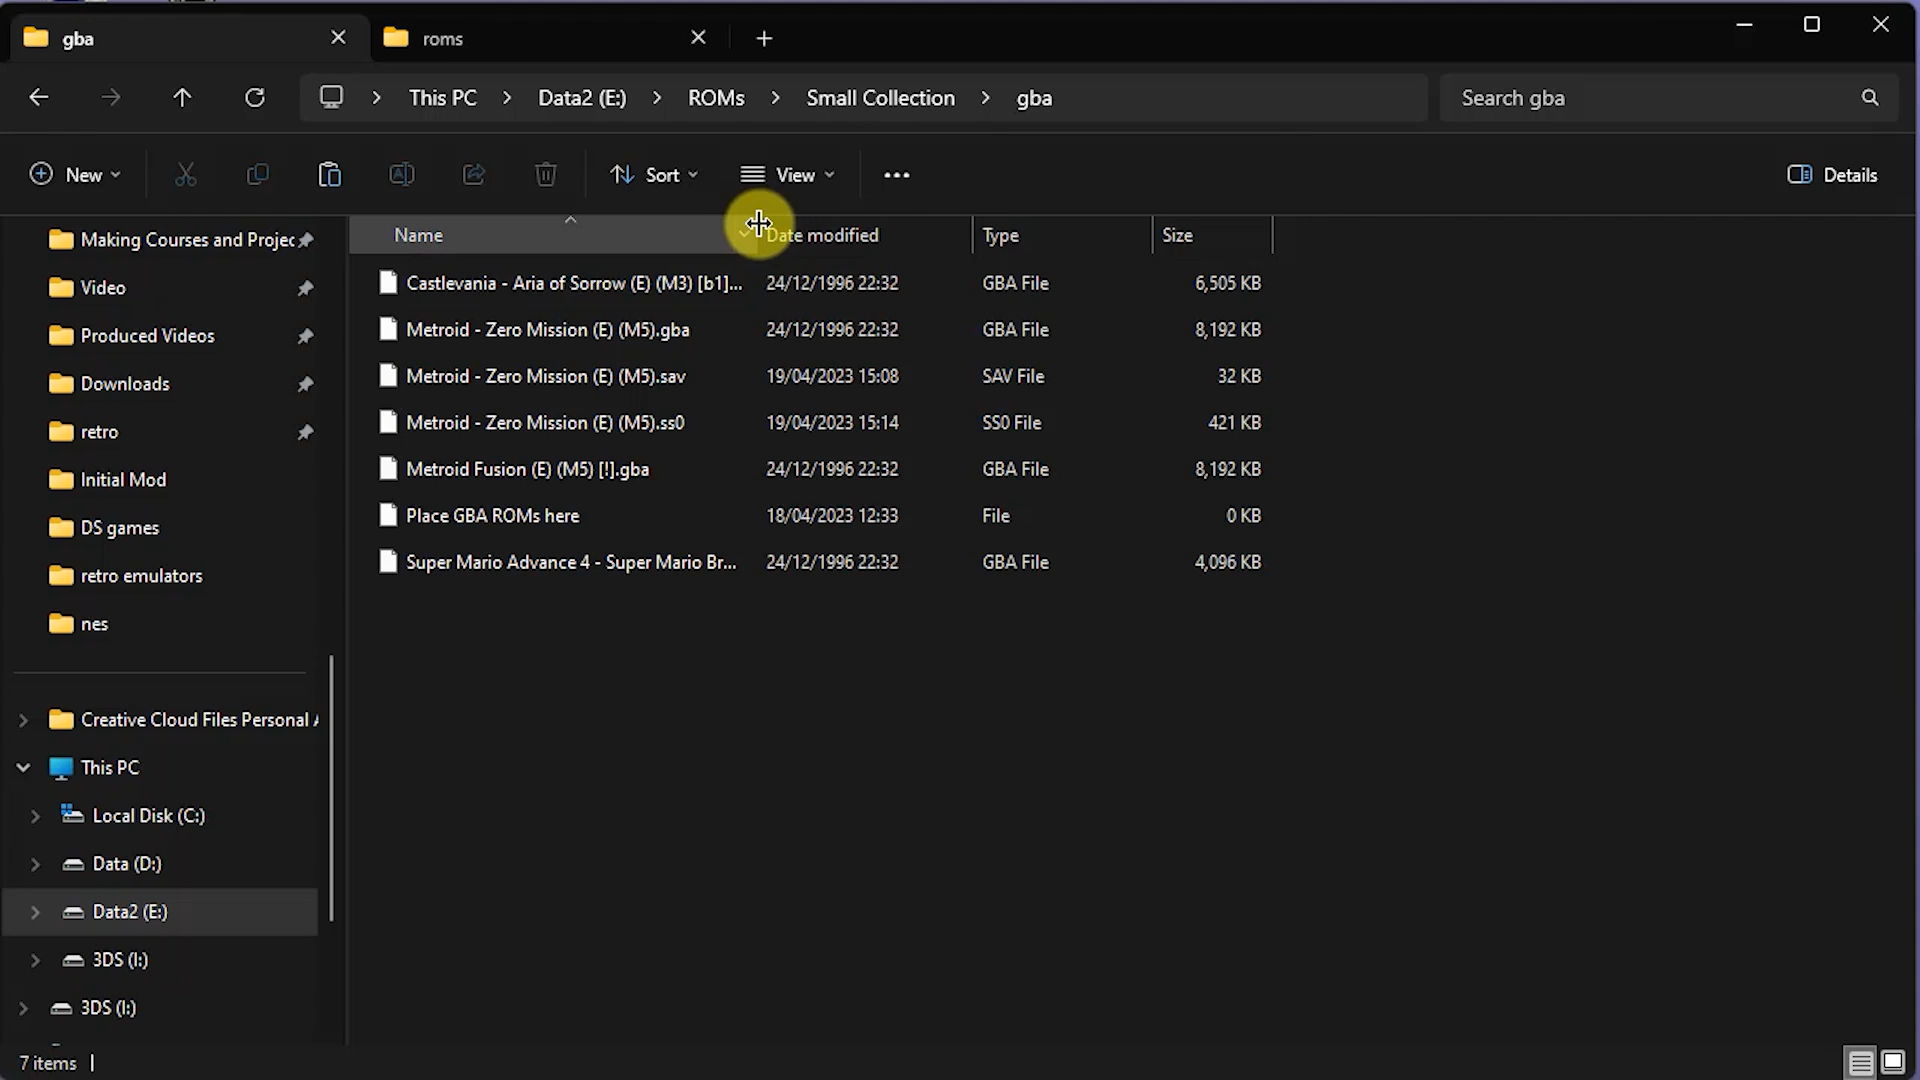 gba
roms
This PC > Data2 (E:) > ROMs > Small Collection > gba
Search gba
New
Sort
View
Details
Name
Date modified
Type
Size
Making Courses and Projec
Video
Produced Videos
Downloads
retro
Initial Mod
DS games
retro emulators
nes
Creative Cloud Files Personal
This PC
Local Disk (C:)
Data (D:)
Data2 (E:)
3DS (I:)
3DS (I:)
Castlevania - Aria of Sorrow (E) (M3) [b1]... 24/12/1996 22:32 GBA File 6,505 KB
Metroid - Zero Mission (E) (M5).gba 24/12/1996 22:32 GBA File 8,192 KB
Metroid - Zero Mission (E) (M5).sav 19/04/2023 15:08 SAV File 32 KB
Metroid - Zero Mission (E) (M5).ss0 19/04/2023 15:14 SS0 File 421 KB
Metroid Fusion (E) (M5) [!].gba 24/12/1996 22:32 GBA File 8,192 KB
Place GBA ROMs here 18/04/2023 12:33 File 0 KB
Super Mario Advance 4 - Super Mario Br... 24/12/1996 22:32 GBA File 4,096 KB
7 items